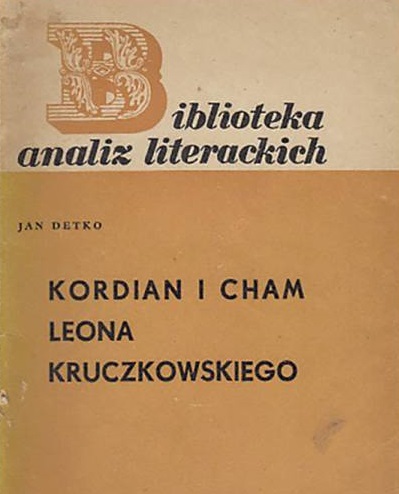 Biblioteka
analiz literackich
JAN DETKO
KORDIAN I CHAM
LEONA
KRUCZKOWSKIEGO